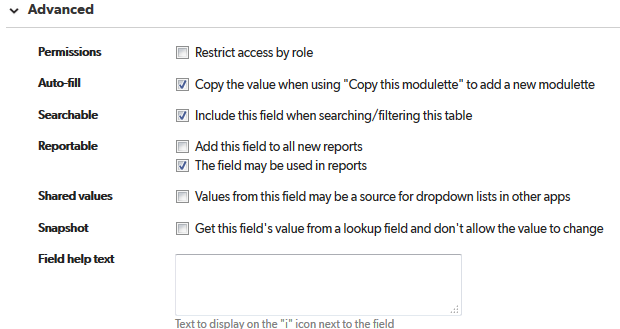 Advanced
Permissions Restrict access by role
Auto-fill Copy the value when using "Copy this modulette" to add a new modulette
Searchable Include this field when searching/filtering this table
Reportable Add this field to all new reports
The field may be used in reports
Shared values Values from this field may be a source for dropdown lists in other apps
Snapshot Get this field's value from a lookup field and don't allow the value to change
Field help text
Text to display on the "i" icon next to the field